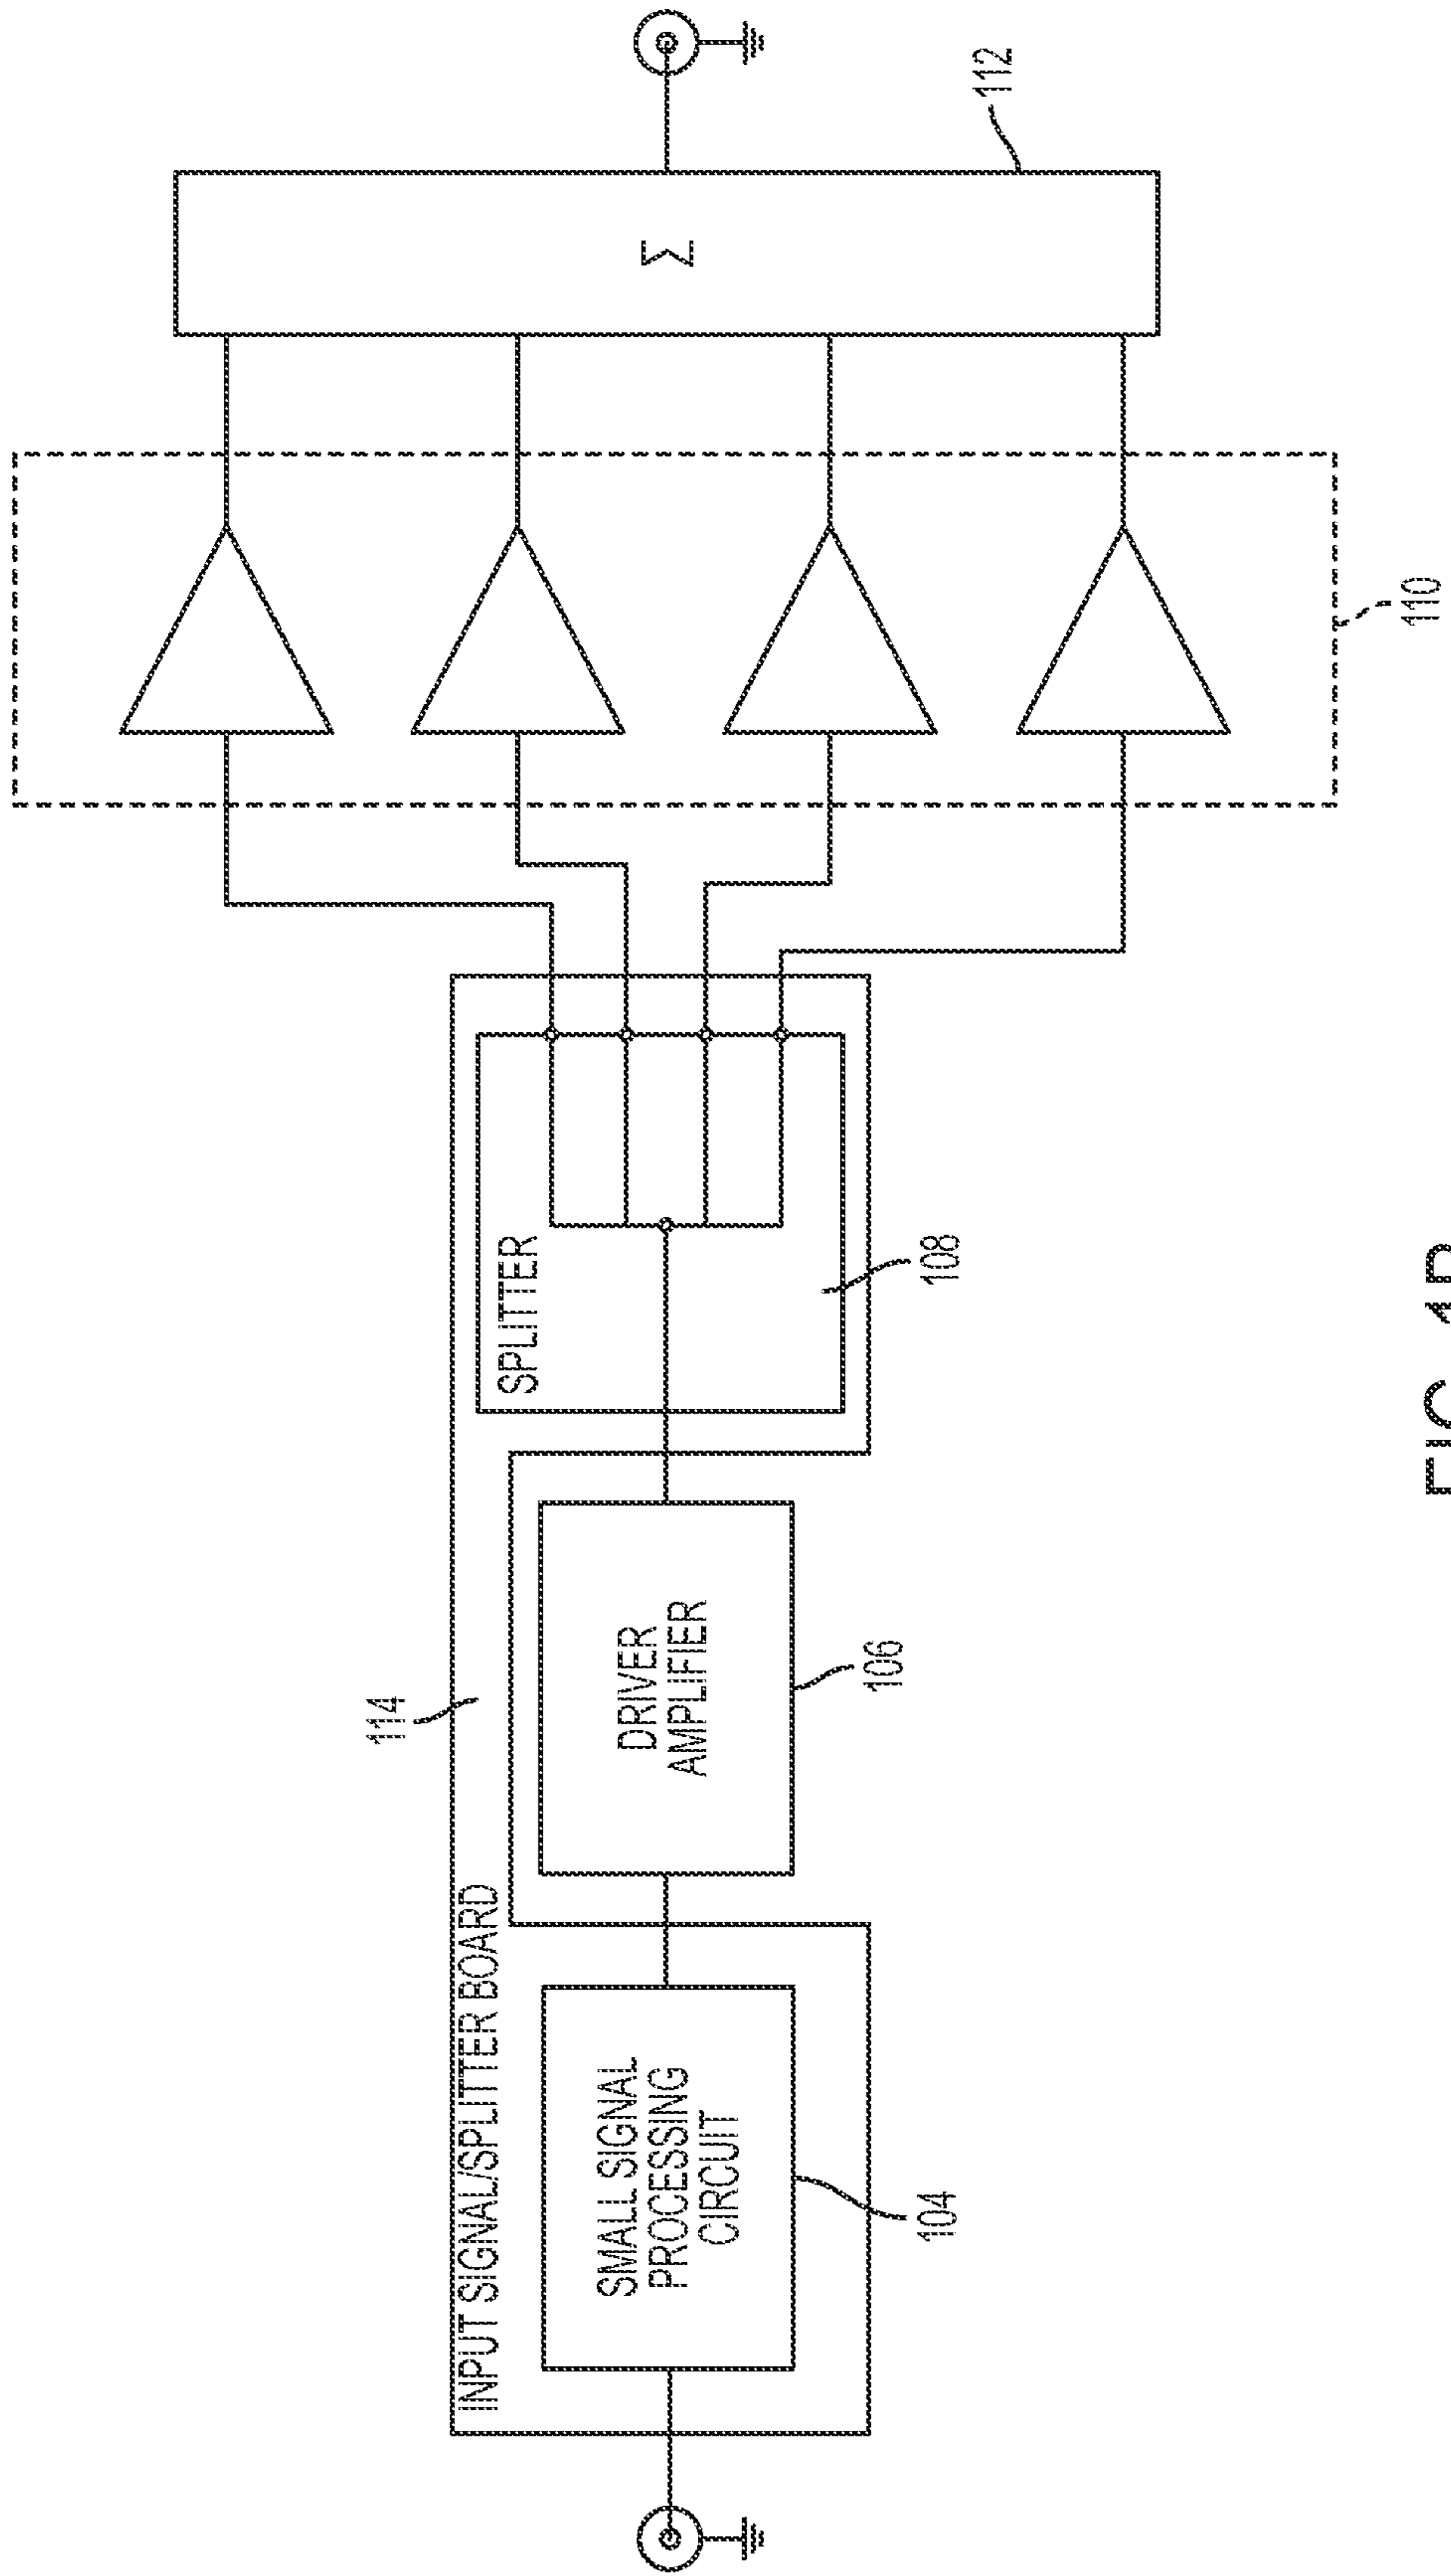 INPUT SIGNAL/SPLITTER BOARD
114
SMALL SIGNAL
PROCESSING
CIRCUIT
104
DRIVER
AMPLIFIER
106
SPLITTER
108
110
Σ
112